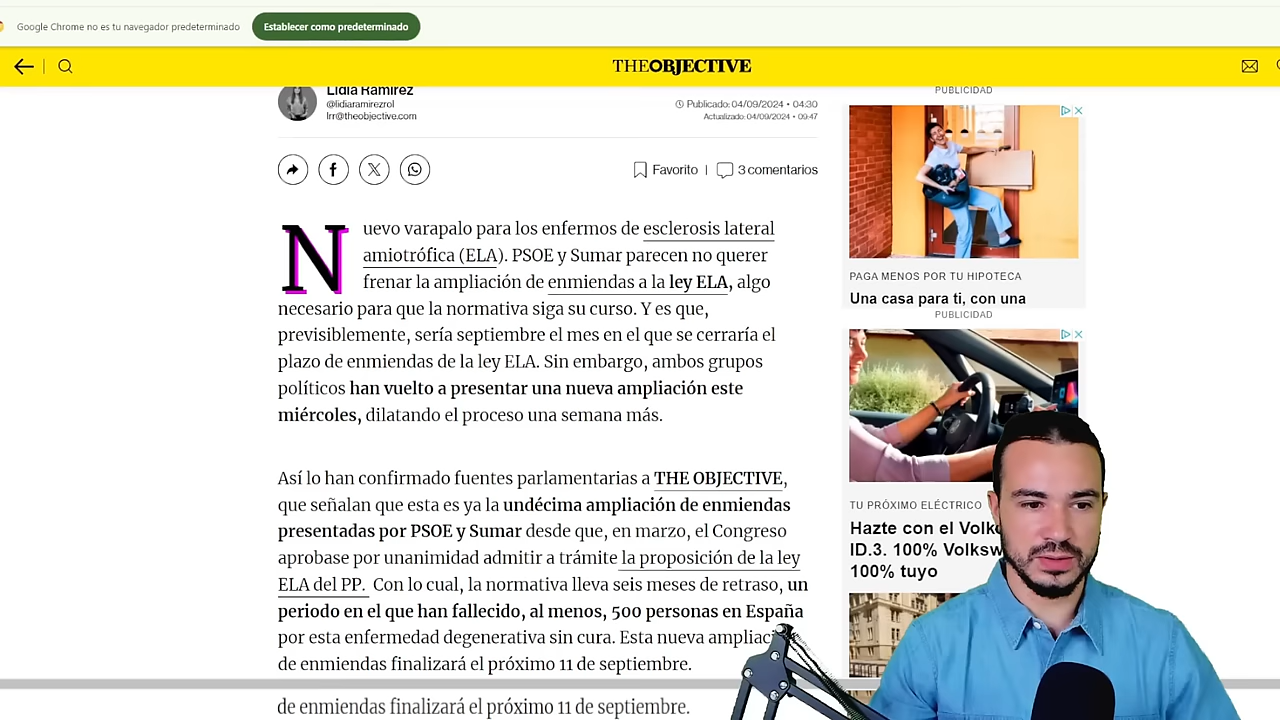 Google Chrome no es tu navegador predeterminado
Establecer como predeterminado
THE OBJECTIVE
Lidia Ramírez
@lidiaramirezrol
lrr@theobjective.com
Publicado: 04/09/2024 • 04:30
Actualizado: 04/09/2024 • 09:47
Favorito
3 comentarios
Nuevo varapalo para los enfermos de esclerosis lateral
amiotrófica (ELA). PSOE y Sumar parecen no querer
frenar la ampliación de enmiendas a la ley ELA, algo
necesario para que la normativa siga su curso. Y es que,
previsiblemente, sería septiembre el mes en el que se cerraría el
plazo de enmiendas de la ley ELA. Sin embargo, ambos grupos
políticos han vuelto a presentar una nueva ampliación este
miércoles, dilatando el proceso una semana más.
Así lo han confirmado fuentes parlamentarias a THE OBJECTIVE,
que señalan que esta es ya la undécima ampliación de enmiendas
presentadas por PSOE y Sumar desde que, en marzo, el Congreso
aprobase por unanimidad admitir a trámite la proposición de la ley
ELA del PP. Con lo cual, la normativa lleva seis meses de retraso, un
periodo en el que han fallecido, al menos, 500 personas en España
por esta enfermedad degenerativa sin cura. Esta nueva
de enmiendas finalizará el próximo 11 de septiembre.
de enmiendas finalizará el próximo 11 de septiembre.
PUBLICIDAD
PAGA MENOS POR TU HIPOTECA
Una casa para ti, con una
PUBLICIDAD
TU PRÓXIMO ELÉCTRICO
Hazte con el
ID.3. 100%
100% tuyo